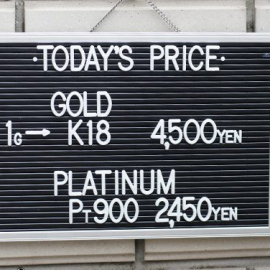 ·TODAY'S PRICE·
GOLD
1G→ K18 4,500YEN
PLATINUM
PT900 2,450YEN